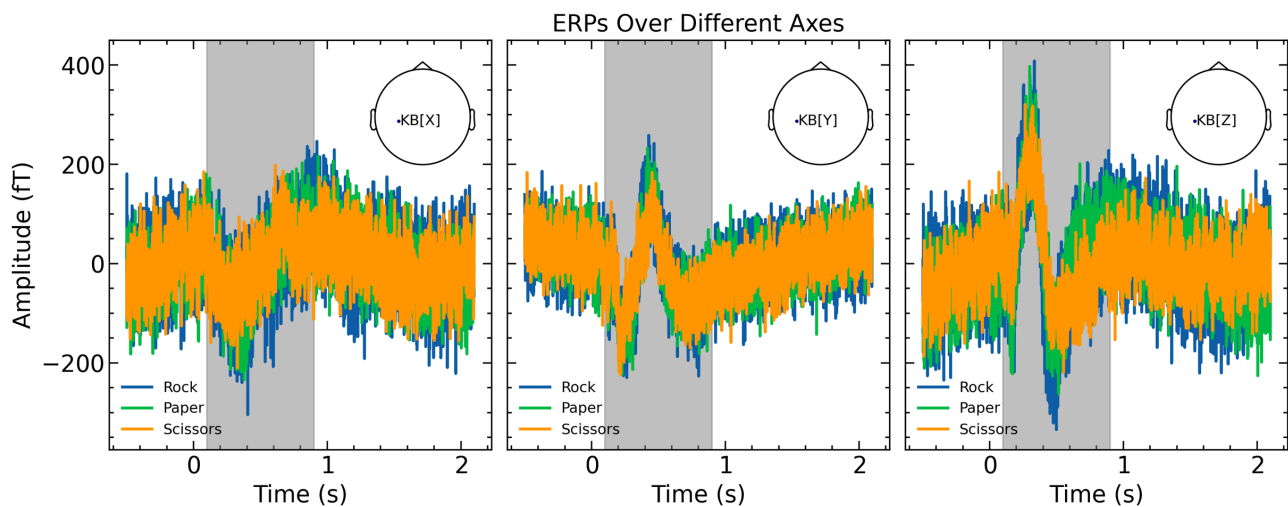 ERPs Over Different Axes
Amplitude (fT)
400
200
0
−200
KB[X]
Rock
Paper
Scissors
0
1
2
Time (s)
KB[Y]
Rock
Paper
Scissors
0
1
2
Time (s)
KB[Z]
Rock
Paper
Scissors
0
1
2
Time (s)